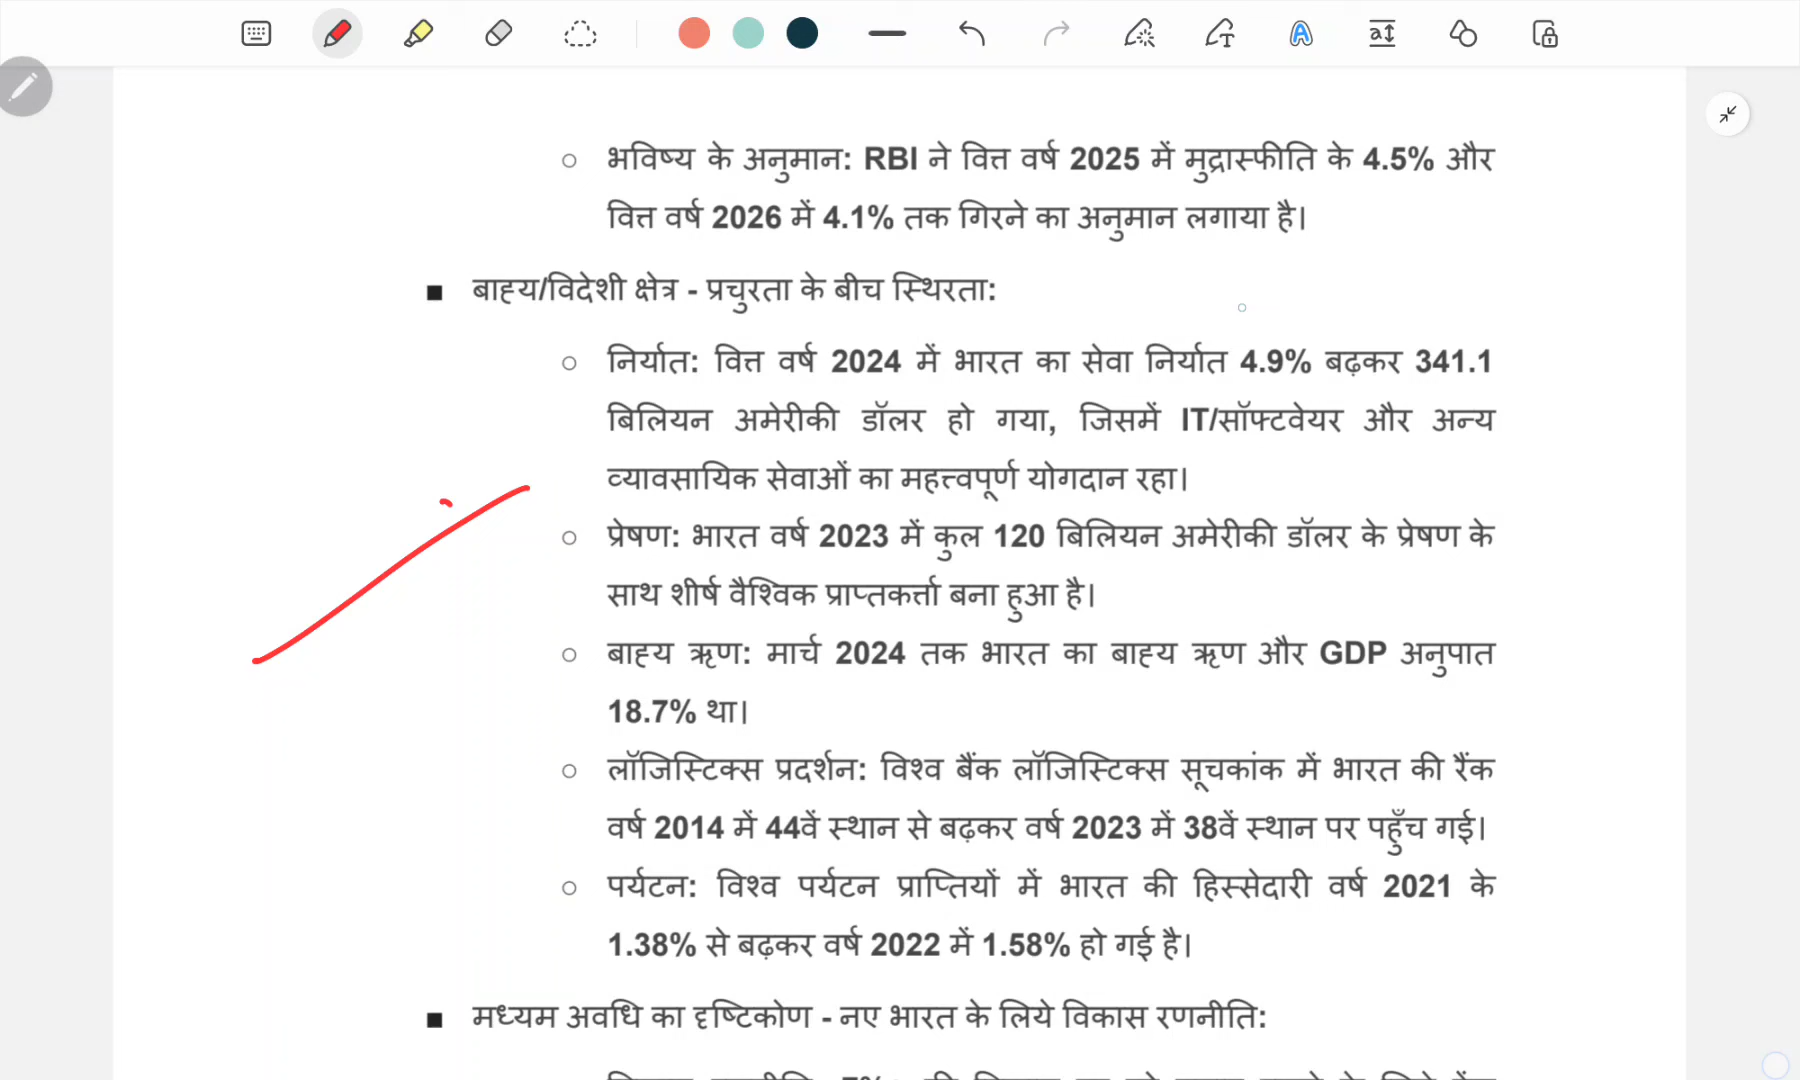 ○ भविष्य के अनुमान: RBI ने वित्त वर्ष 2025 में मुद्रास्फीति के 4.5% और
वित्त वर्ष 2026 में 4.1% तक गिरने का अनुमान लगाया है।
■ बाह्य/विदेशी क्षेत्र - प्रचुरता के बीच स्थिरता:
○ निर्यात: वित्त वर्ष 2024 में भारत का सेवा निर्यात 4.9% बढ़कर 341.1
बिलियन अमेरीकी डॉलर हो गया, जिसमें IT/सॉफ्टवेयर और अन्य
व्यावसायिक सेवाओं का महत्त्वपूर्ण योगदान रहा।
○ प्रेषण: भारत वर्ष 2023 में कुल 120 बिलियन अमेरीकी डॉलर के प्रेषण के
साथ शीर्ष वैश्विक प्राप्तकर्त्ता बना हुआ है।
○ बाह्य ऋण: मार्च 2024 तक भारत का बाह्य ऋण और GDP अनुपात
18.7% था।
○ लॉजिस्टिक्स प्रदर्शन: विश्व बैंक लॉजिस्टिक्स सूचकांक में भारत की रैंक
वर्ष 2014 में 44वें स्थान से बढ़कर वर्ष 2023 में 38वें स्थान पर पहुँच गई।
○ पर्यटन: विश्व पर्यटन प्राप्तियों में भारत की हिस्सेदारी वर्ष 2021 के
1.38% से बढ़कर वर्ष 2022 में 1.58% हो गई है।
■ मध्यम अवधि का दृष्टिकोण - नए भारत के लिये विकास रणनीति: